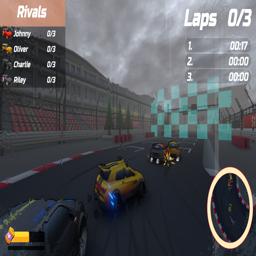 Rivals
Johnny 0/3
Oliver 0/3
Charlie 0/3
Riley 0/3
Laps 0/3
1. 00:17
2. 00:00
3. 00:00